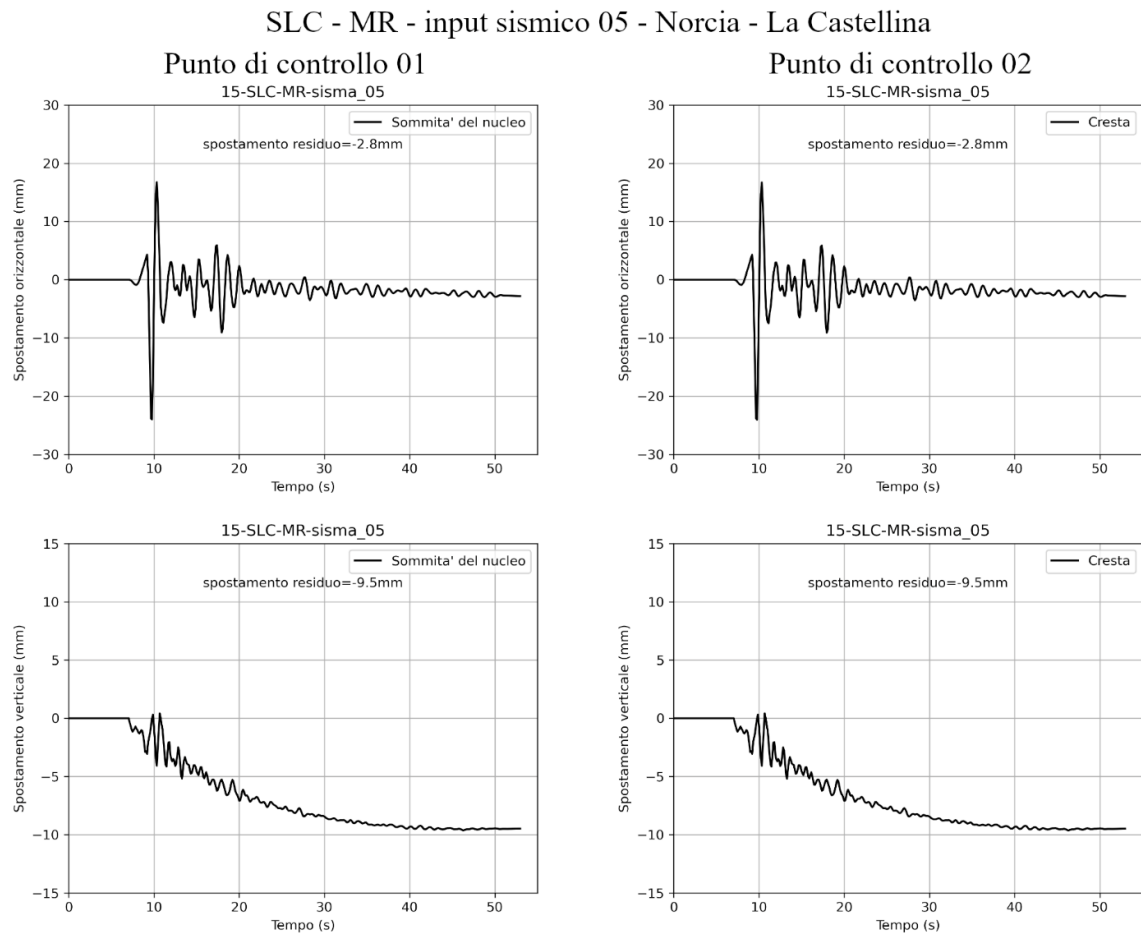 SLC - MR - input sismico 05 - Norcia - La Castellina
Punto di controllo 01
15-SLC-MR-sisma_05
Sommita' del nucleo
spostamento residuo=-2.8mm
Spostamento orizzontale (mm)
30
20
10
0
−10
−20
−30
0 10 20 30 40 50
Tempo (s)
Punto di controllo 02
15-SLC-MR-sisma_05
Cresta
spostamento residuo=-2.8mm
Spostamento orizzontale (mm)
30
20
10
0
−10
−20
−30
0 10 20 30 40 50
Tempo (s)
15-SLC-MR-sisma_05
Sommita' del nucleo
spostamento residuo=-9.5mm
Spostamento verticale (mm)
15
10
5
0
−5
−10
−15
0 10 20 30 40 50
Tempo (s)
15-SLC-MR-sisma_05
Cresta
spostamento residuo=-9.5mm
Spostamento verticale (mm)
15
10
5
0
−5
−10
−15
0 10 20 30 40 50
Tempo (s)